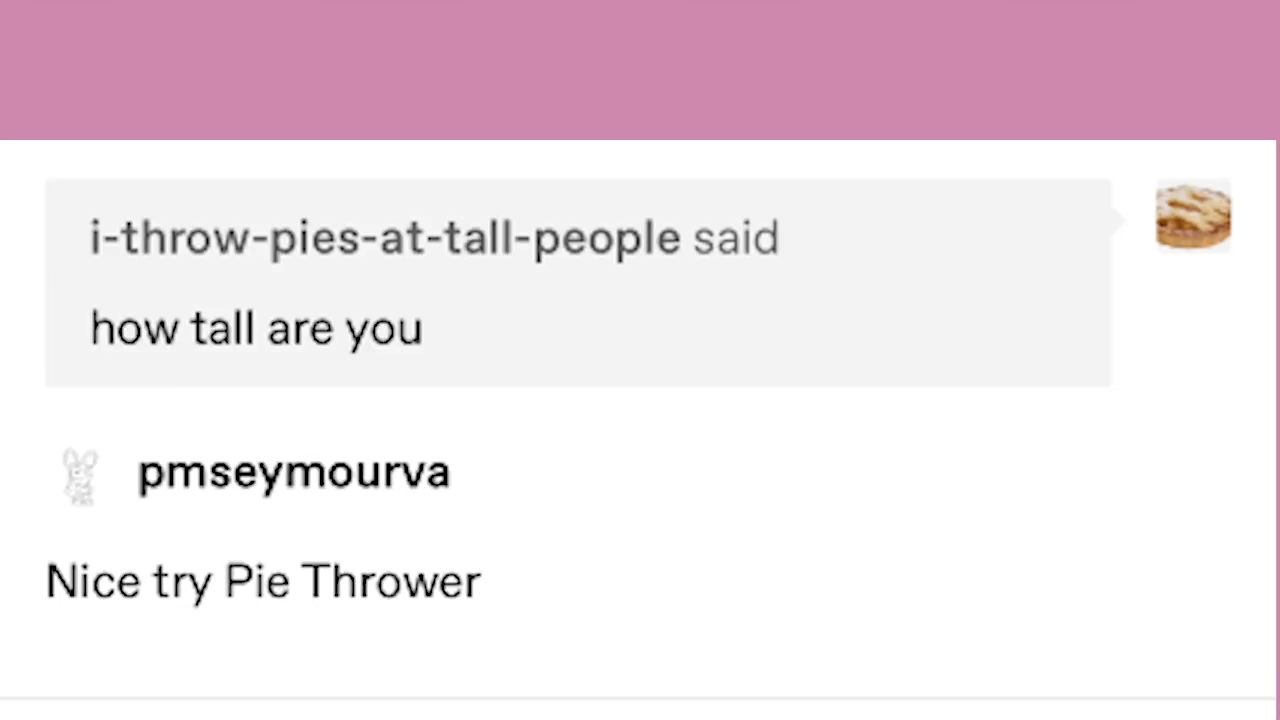 i-throw-pies-at-tall-people said
how tall are you
pmseymourva
Nice try Pie Thrower